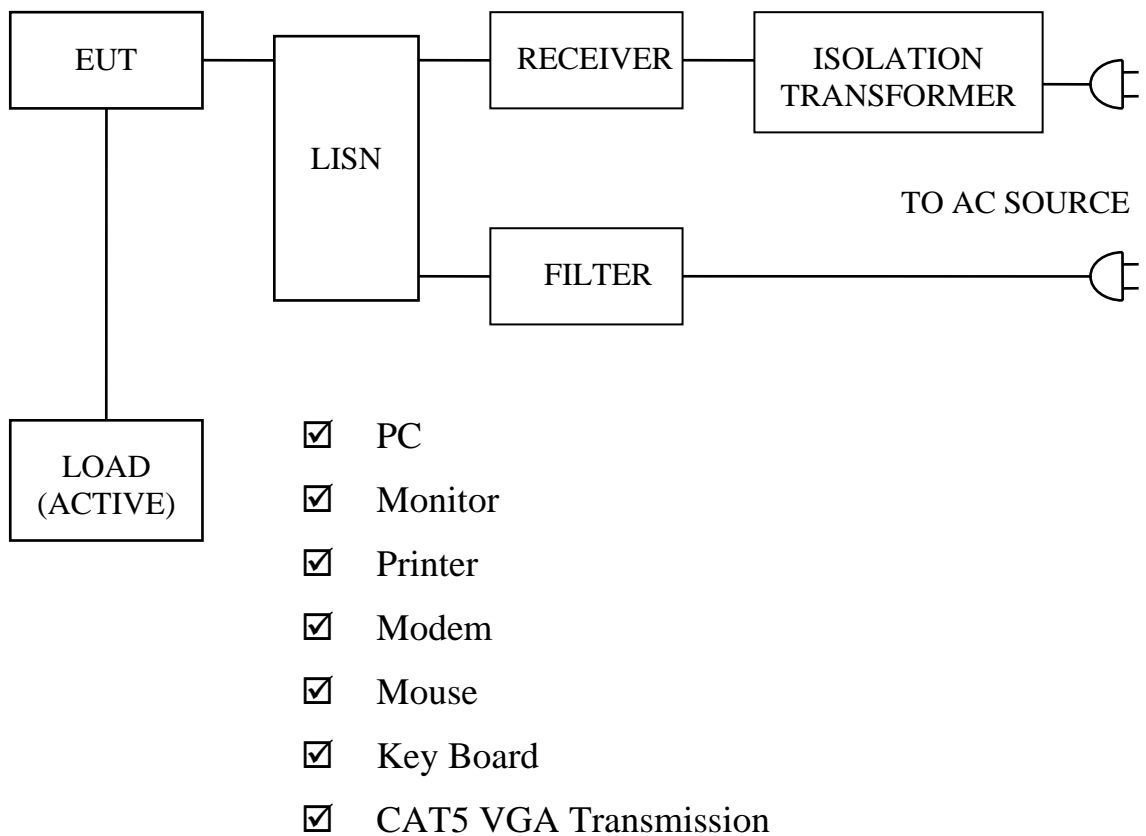 EUT
RECEIVER
ISOLATION
TRANSFORMER
LISN
TO AC SOURCE
FILTER
LOAD
(ACTIVE)
☑ PC
☑ Monitor
☑ Printer
☑ Modem
☑ Mouse
☑ Key Board
☑ CAT5 VGA Transmission